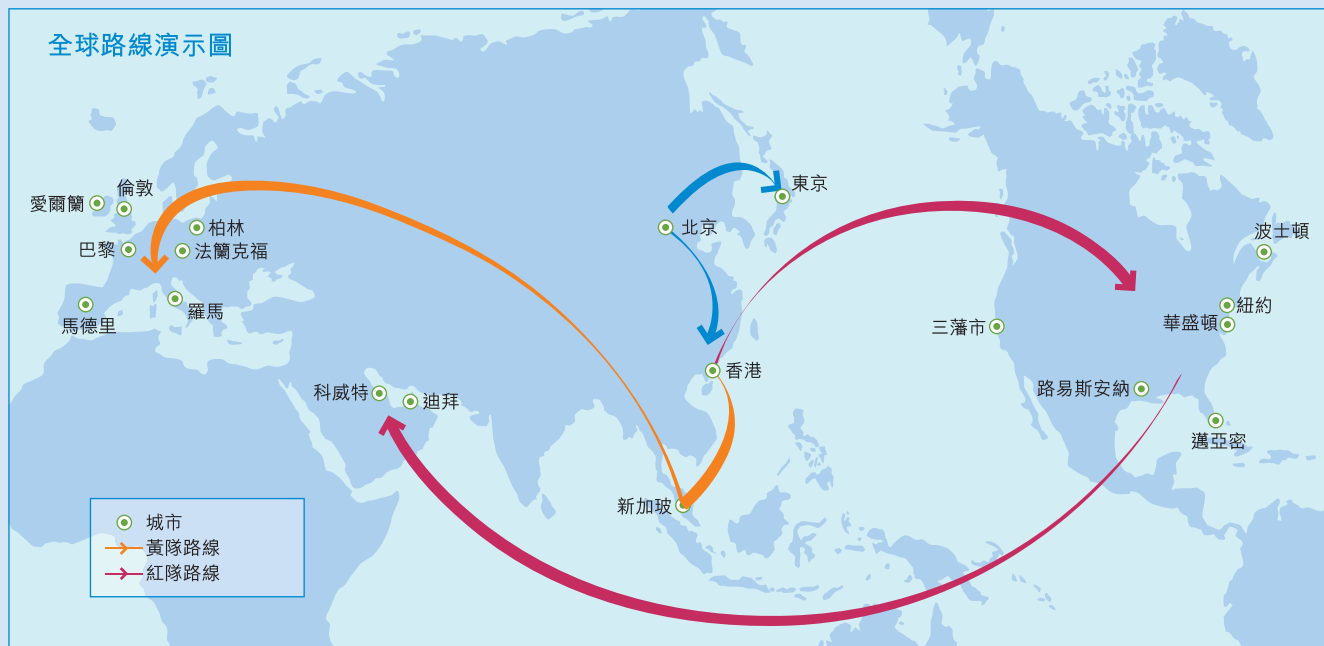 全球路線演示圖
愛爾蘭
倫敦
柏林
巴黎
法蘭克福
馬德里
羅馬
科威特
迪拜
北京
東京
香港
新加玻
三藩市
波士頓
紐約
華盛頓
路易斯安納
邁亞密
城市
黃隊路線
紅隊路線